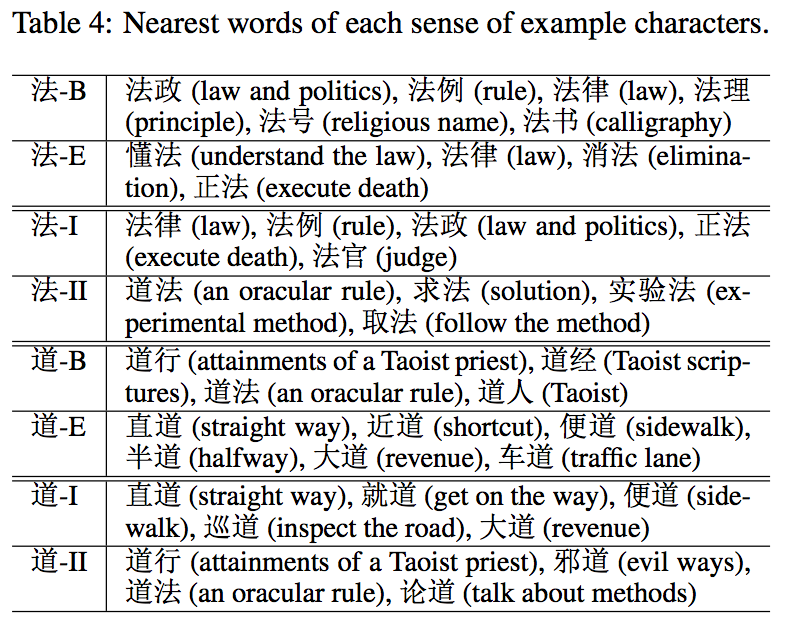 Table 4: Nearest words of each sense of example characters.
法-B 法政 (law and politics), 法例 (rule), 法律 (law), 法理
(principle), 法号 (religious name), 法书 (calligraphy)
法-E 懂法 (understand the law), 法律 (law), 消法 (elimina-
tion), 正法 (execute death)
法-I 法律 (law), 法例 (rule), 法政 (law and politics), 正法
(execute death), 法官 (judge)
法-II 道法 (an oracular rule), 求法 (solution), 实验法 (ex-
perimental method), 取法 (follow the method)
道-B 道行 (attainments of a Taoist priest), 道经 (Taoist scrip-
tures), 道法 (an oracular rule), 道人 (Taoist)
道-E 直道 (straight way), 近道 (shortcut), 便道 (sidewalk),
半道 (halfway), 大道 (revenue), 车道 (traffic lane)
道-I 直道 (straight way), 就道 (get on the way), 便道 (side-
walk), 巡道 (inspect the road), 大道 (revenue)
道-II 道行 (attainments of a Taoist priest), 邪道 (evil ways),
道法 (an oracular rule), 论道 (talk about methods)